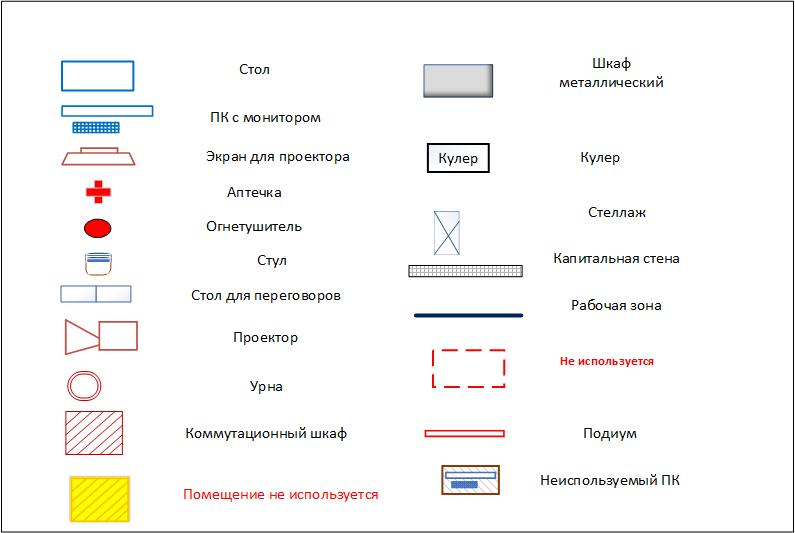 Стол
ПК с монитором
Экран для проектора
Аптечка
Огнетушитель
Стул
Стол для переговоров
Проектор
Урна
Коммутационный шкаф
Помещение не используется
Шкаф
металлический
Кулер
Кулер
Стеллаж
Капитальная стена
Рабочая зона
Не используется
Подиум
Неиспользуемый ПК